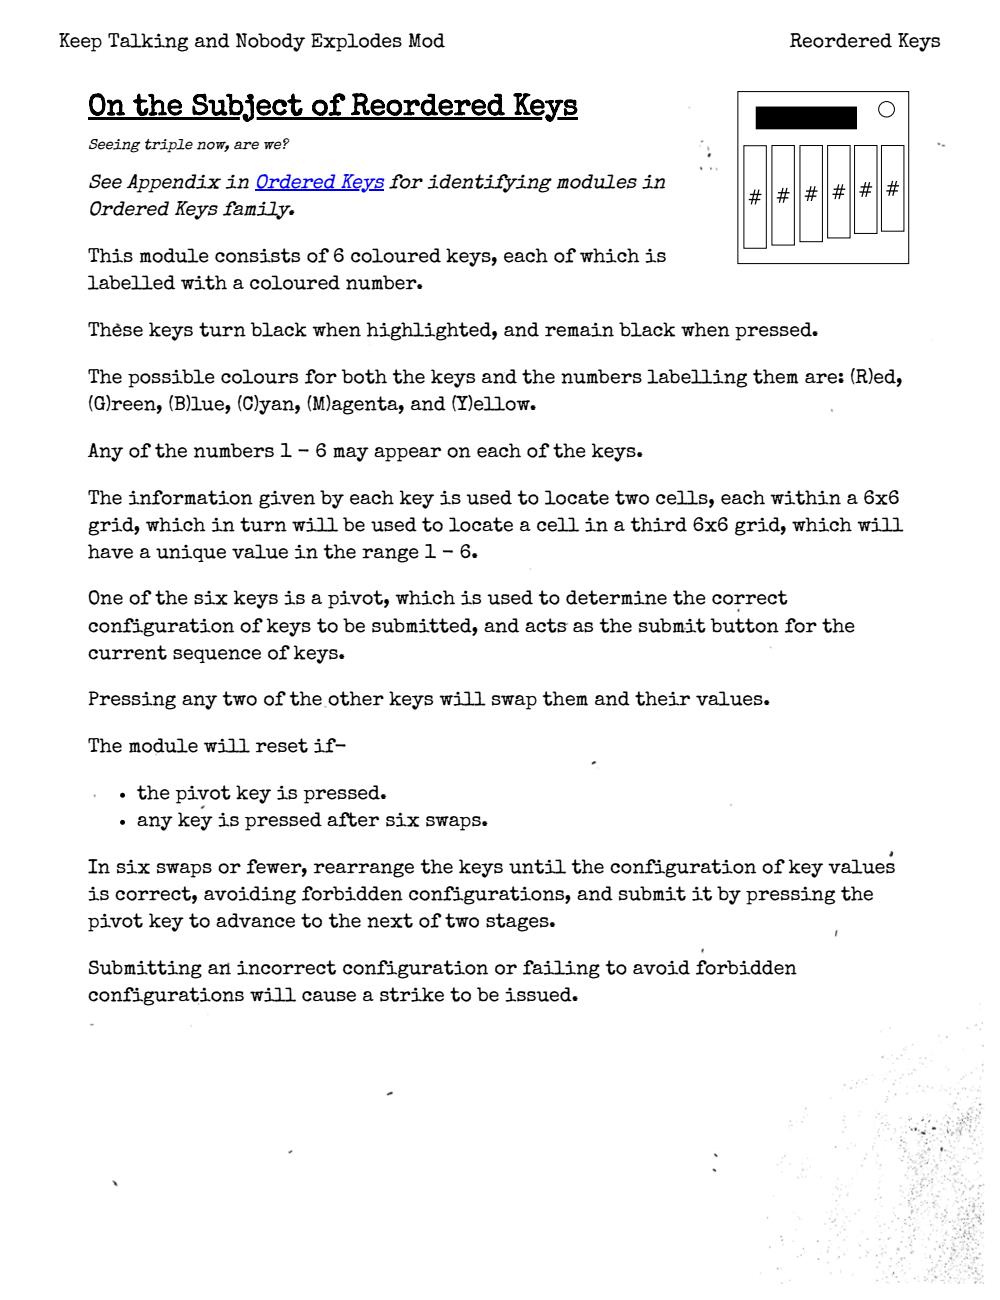 Keep Talking and Nobody Explodes Mod
Reordered Keys
On the Subject of Reordered Keys
Seeing triple now, are we?
See Appendix in Ordered Keys for identifying modules in
Ordered Keys family.
# # # # # #
This module consists of 6 coloured keys, each of which is
labelled with a coloured number.
These keys turn black when highlighted, and remain black when pressed.
The possible colours for both the keys and the numbers labelling them are: (R)ed,
(G)reen, (B)lue, (C)yan, (M)agenta, and (Y)ellow.
Any of the numbers 1 - 6 may appear on each of the keys.
The information given by each key is used to locate two cells, each within a 6x6
grid, which in turn will be used to locate a cell in a third 6x6 grid, which will
have a unique value in the range 1 - 6.
One of the six keys is a pivot, which is used to determine the correct
configuration of keys to be submitted, and acts as the submit button for the
current sequence of keys.
Pressing any two of the other keys will swap them and their values.
The module will reset if-
• the pivot key is pressed.
• any key is pressed after six swaps.
In six swaps or fewer, rearrange the keys until the configuration of key values
is correct, avoiding forbidden configurations, and submit it by pressing the
pivot key to advance to the next of two stages.
Submitting an incorrect configuration or failing to avoid forbidden
configurations will cause a strike to be issued.